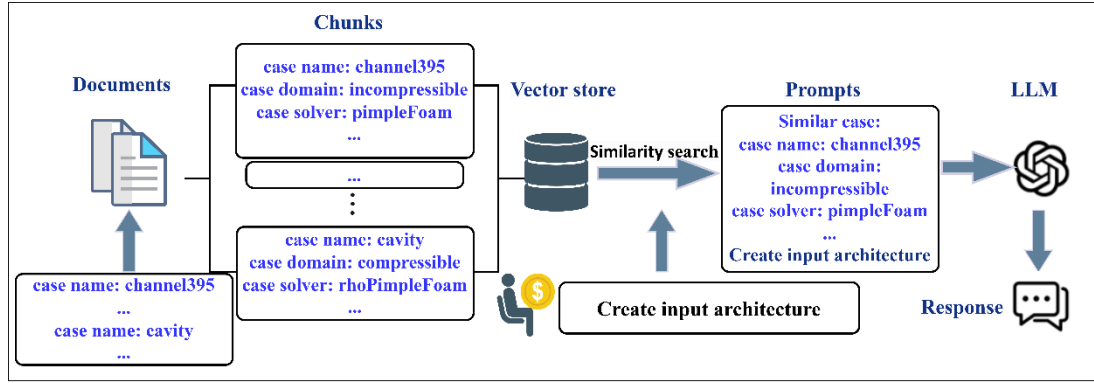 Chunks
Documents
case name: channel395
case domain: incompressible
case solver: pimpleFoam
...
...
case name: cavity
case domain: compressible
case solver: rhoPimpleFoam
...
case name: channel395
...
case name: cavity
...
Vector store
Similarity search
$
Create input architecture
Prompts
Similar case:
case name: channel395
case domain:
incompressible
case solver: pimpleFoam
...
Create input architecture
LLM
Response